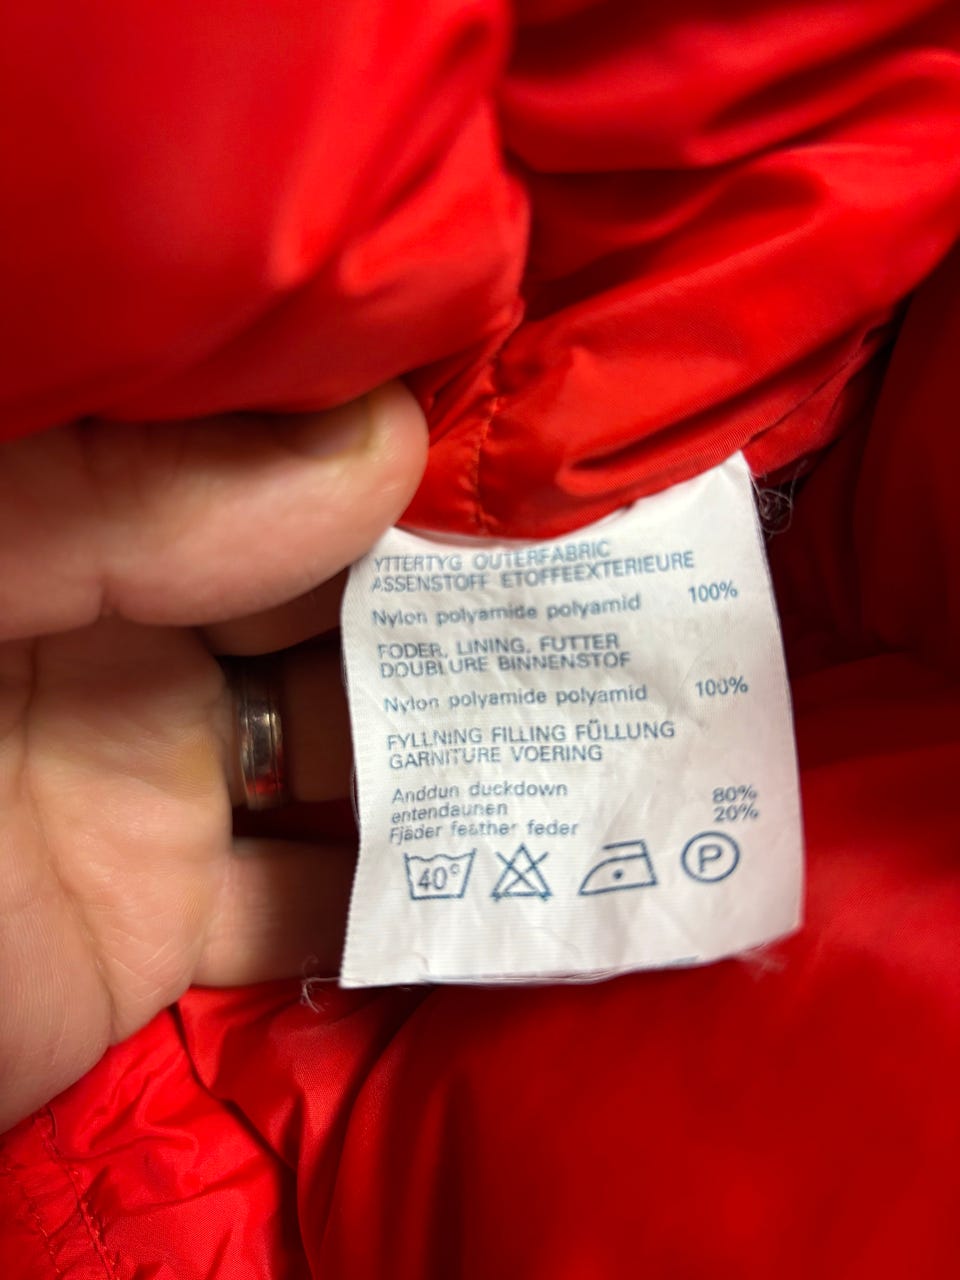 YTTERTYG OUTERFABRIC
ASSENSTOFF ETOFFEEXTERIEURE
Nylon polyamide polyamid 100%
FODER, LINING, FUTTER
DOUBLURE BINNENSTOF
Nylon polyamide polyamid 100%
FYLLNING FILLING FÜLLUNG
GARNITURE VOERING
Anddun duckdown 80%
entendaunen 20%
Fjäder feather feder
40° P